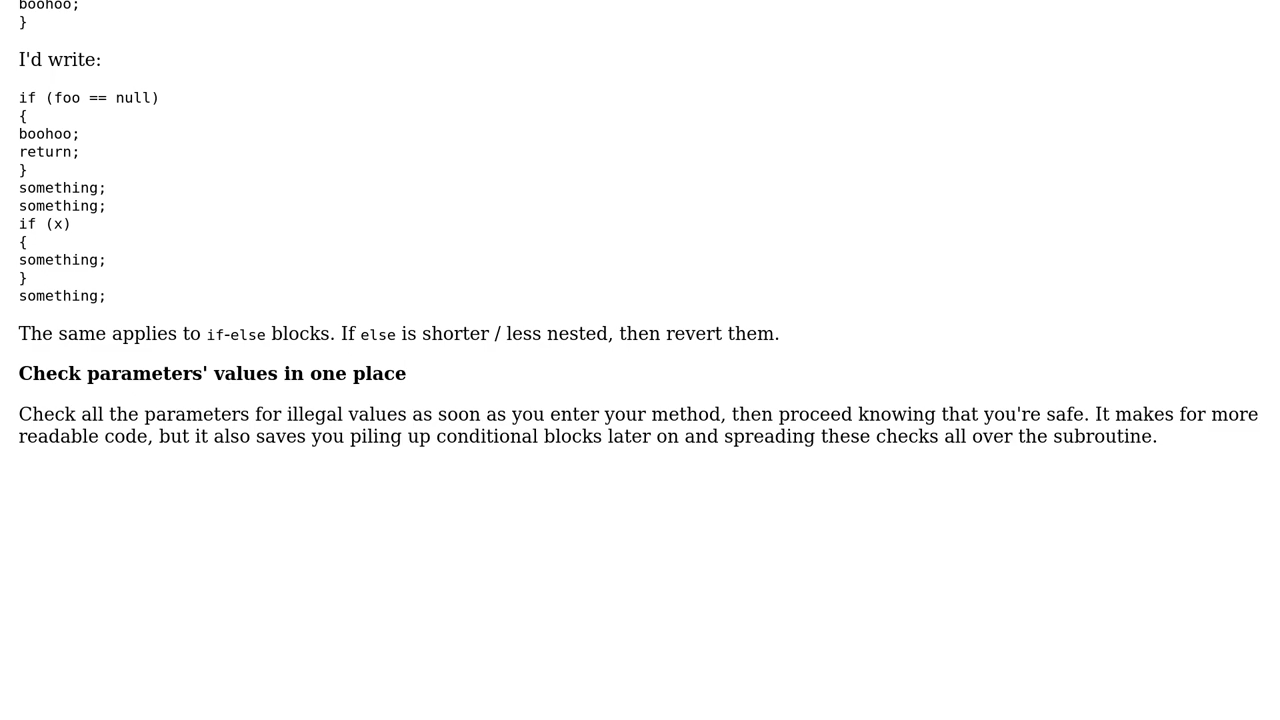 boohoo;
}
I'd write:
if (foo == null)
{
boohoo;
return;
}
something;
something;
if (x)
{
something;
}
something;
The same applies to if-else blocks. If else is shorter / less nested, then revert them.
Check parameters' values in one place
Check all the parameters for illegal values as soon as you enter your method, then proceed knowing that you're safe. It makes for more
readable code, but it also saves you piling up conditional blocks later on and spreading these checks all over the subroutine.